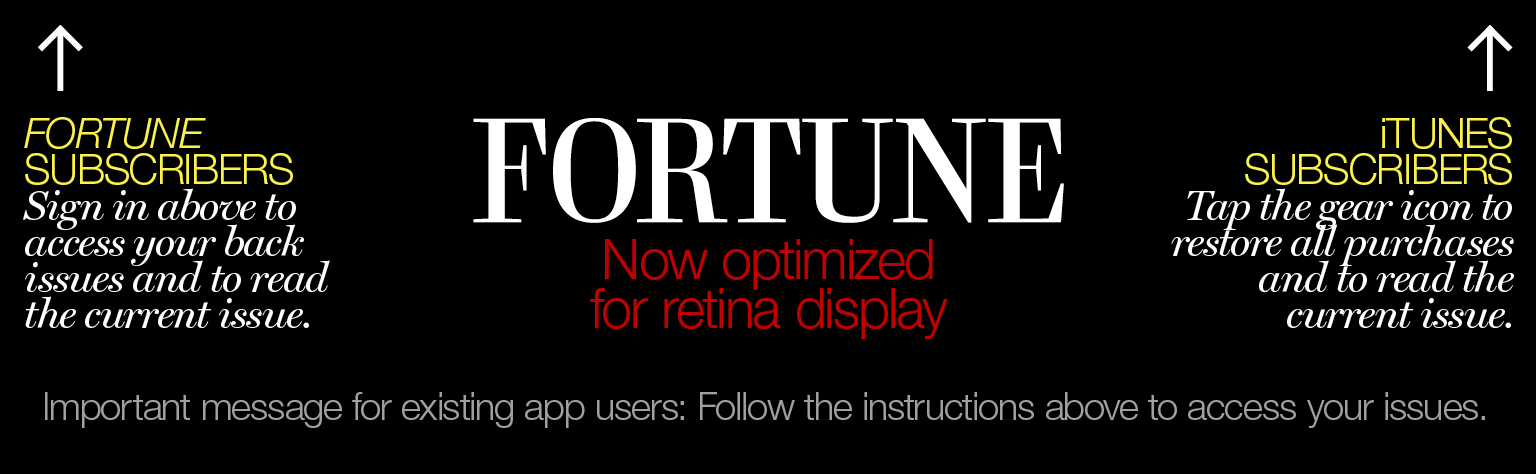 FORTUNE
SUBSCRIBERS
Sign in above to
access your back
issues and to read
the current issue.
FORTUNE
Now optimized
for retina display
iTUNES
SUBSCRIBERS
Tap the gear icon to
restore all purchases
and to read the
current issue.
Important message for existing app users: Follow the instructions above to access your issues.